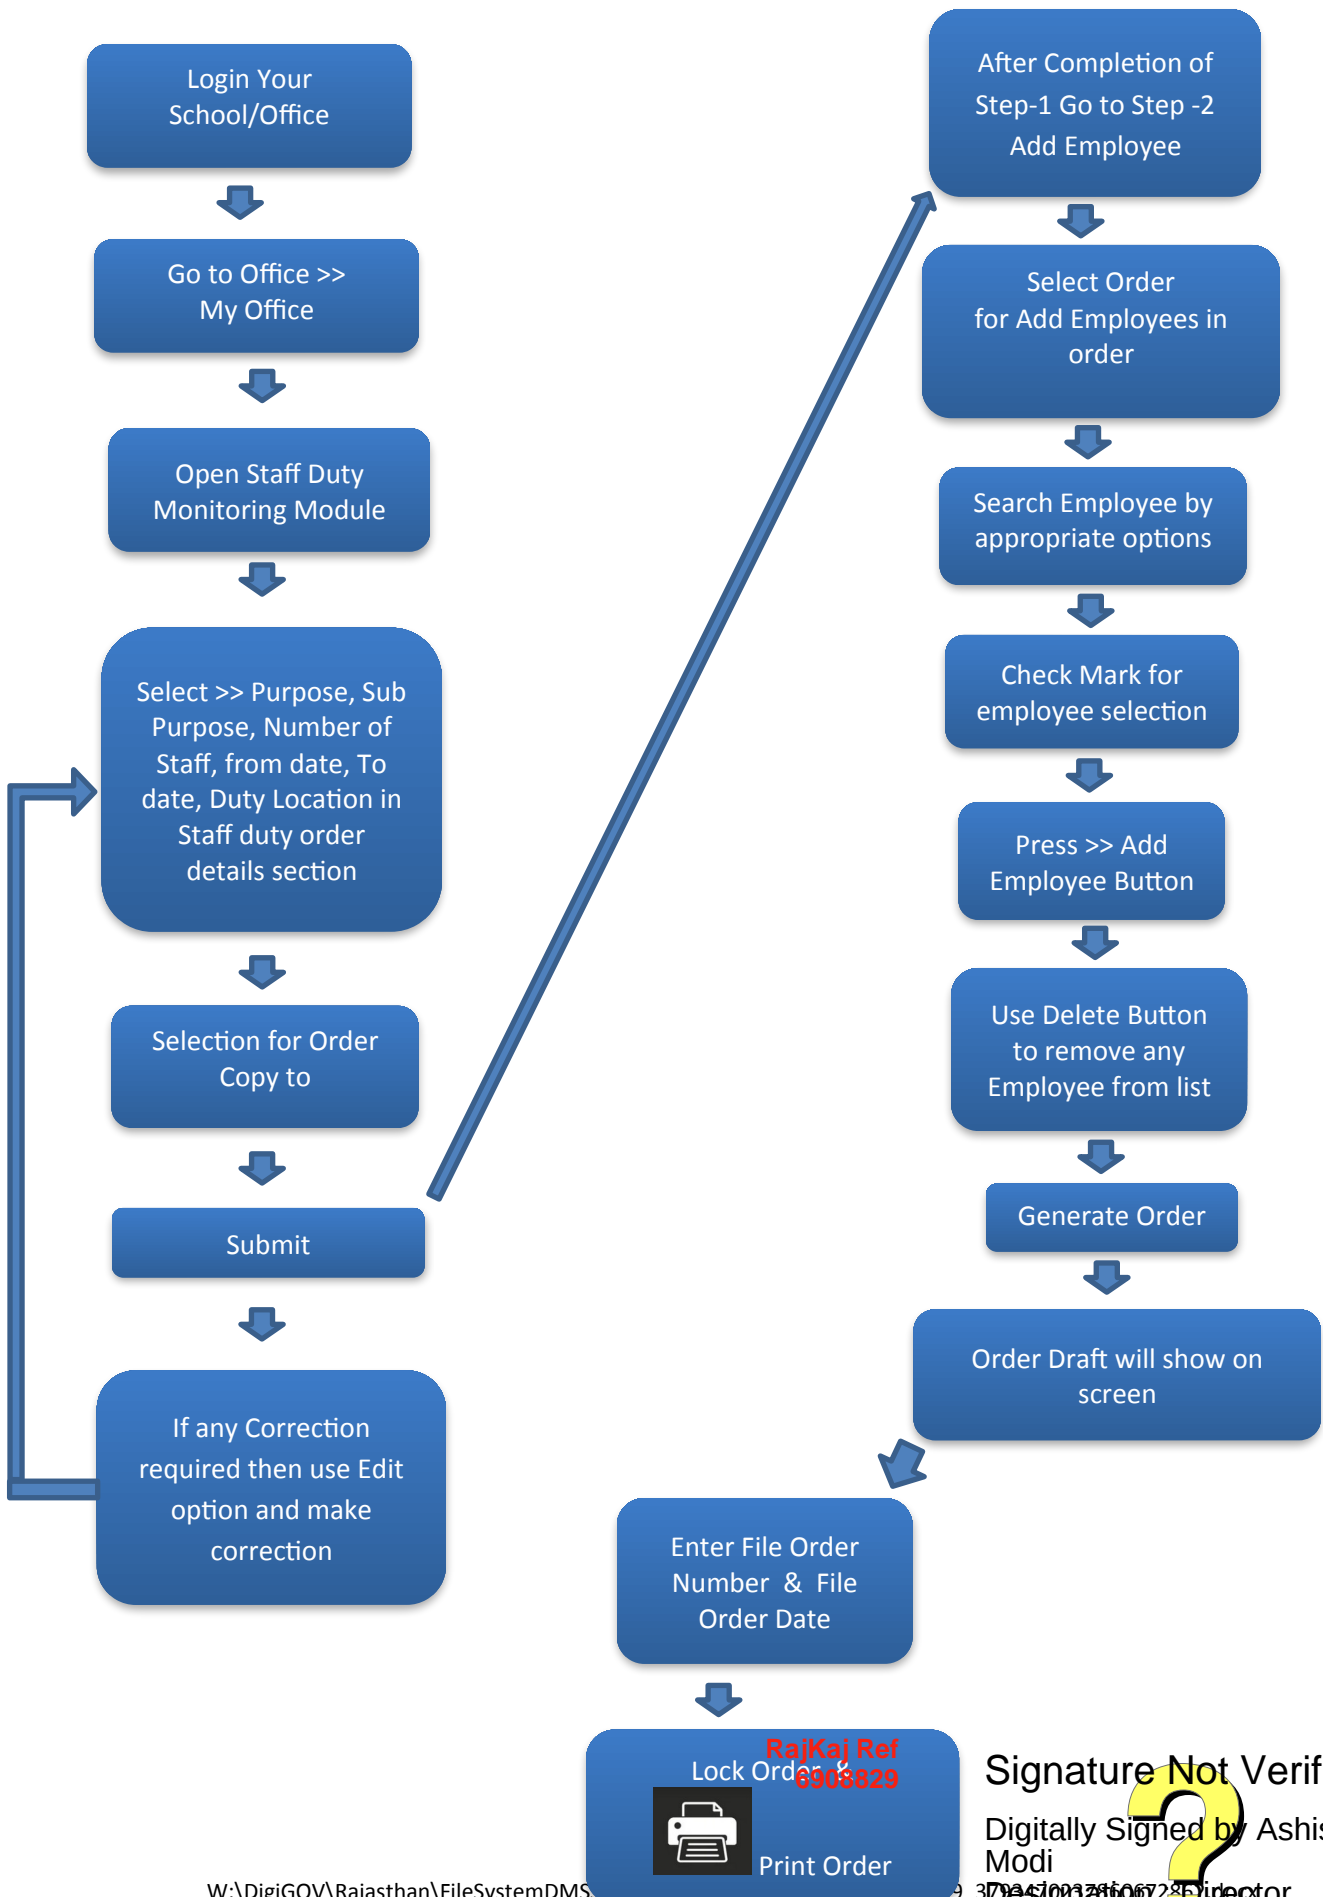 Login Your
School/Office
Go to Office >>
My Office
Open Staff Duty
Monitoring Module
Select >> Purpose, Sub
Purpose, Number of
Staff, from date, To
date, Duty Location in
Staff duty order
details section
Selection for Order
Copy to
Submit
If any Correction
required then use Edit
option and make
correction
After Completion of
Step-1 Go to Step -2
Add Employee
Select Order
for Add Employees in
order
Search Employee by
appropriate options
Check Mark for
employee selection
Press >> Add
Employee Button
Use Delete Button
to remove any
Employee from list
Generate Order
Order Draft will show on
screen
Enter File Order
Number & File
Order Date
Lock Order &
Print Order
RajKaj Ref
6908829
Signature Not Verif
Digitally Signed by Ashis
Modi
Designation : Director
W:\DigiGOV\Rajasthan\FileSystemDMS